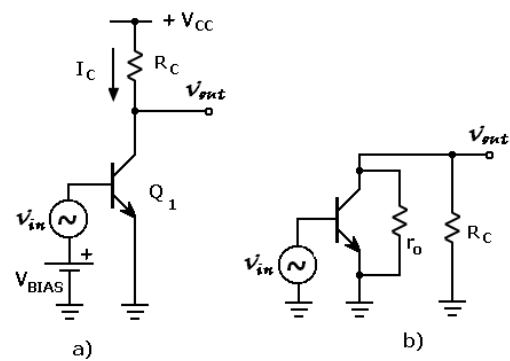 + V_CC
I_C
R_C
v_out
Q_1
v_in
+
V_BIAS
a)
v_out
v_in
r_o
R_C
b)